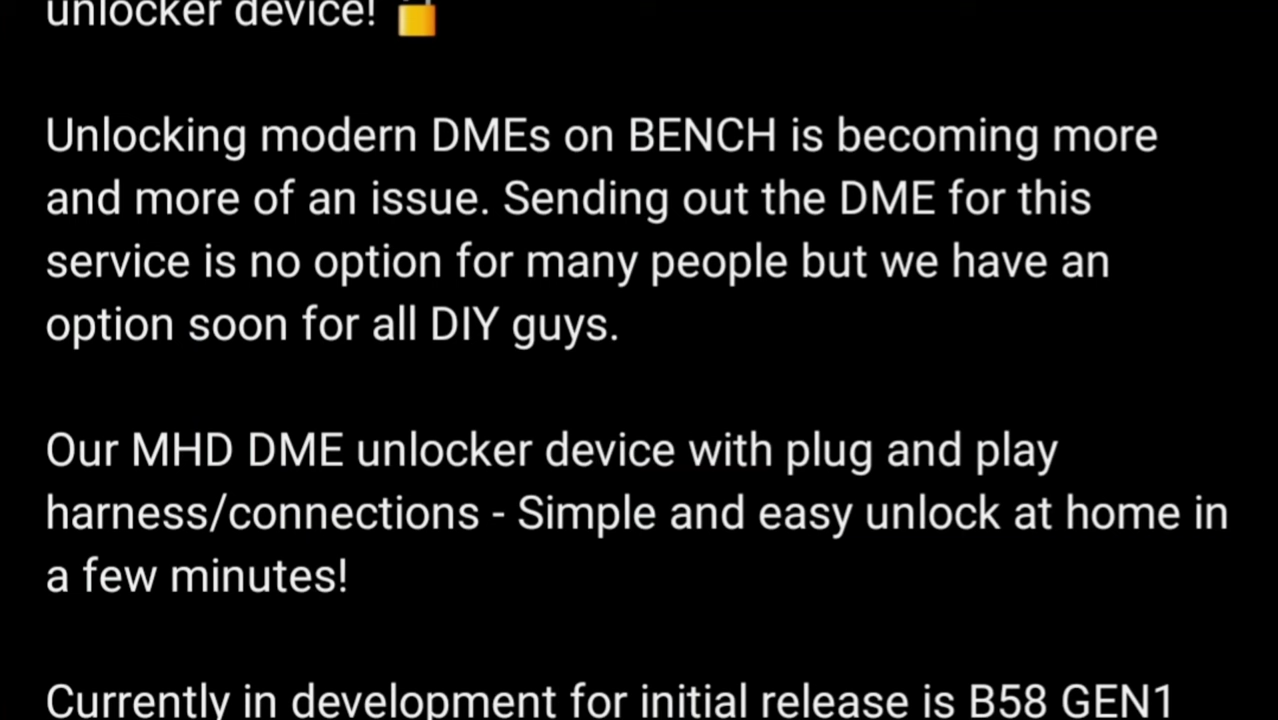 unlocker device! 🔓
Unlocking modern DMEs on BENCH is becoming more
and more of an issue. Sending out the DME for this
service is no option for many people but we have an
option soon for all DIY guys.
Our MHD DME unlocker device with plug and play
harness/connections - Simple and easy unlock at home in
a few minutes!
Currently in development for initial release is B58 GEN1